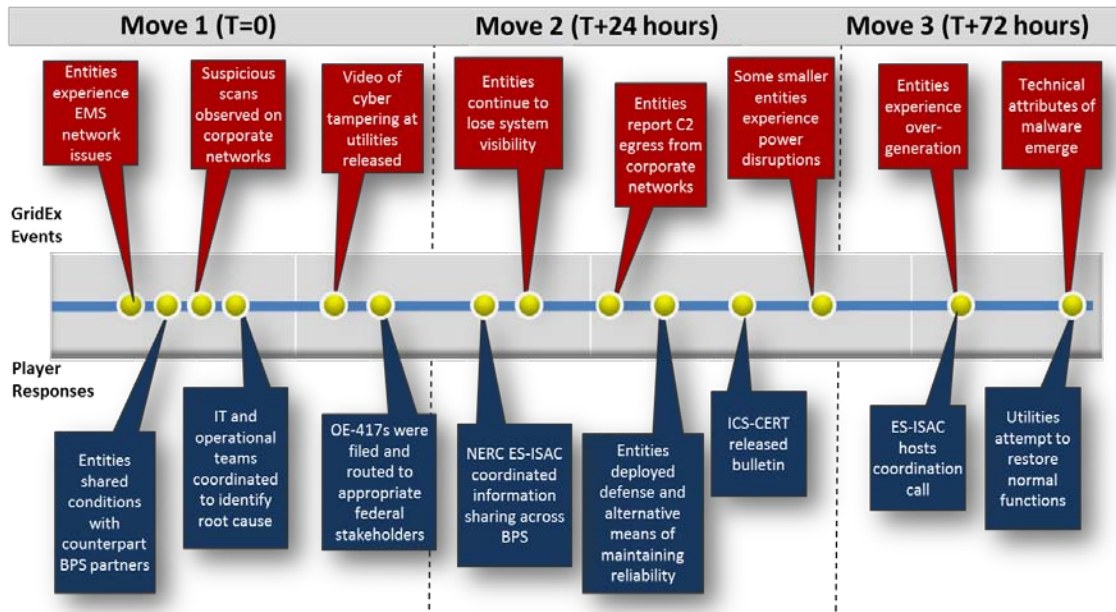 Move 1 (T=0)
Move 2 (T+24 hours)
Move 3 (T+72 hours)
Entities
experience
EMS
network
issues
Suspicious
scans
observed on
corporate
networks
Video of
cyber
tampering at
utilities
released
Entities
continue to
lose system
visibility
Entities
report C2
egress from
corporate
networks
Some smaller
entities
experience
power
disruptions
Entities
experience
over-
generation
Technical
attributes of
malware
emerge
GridEx
Events
Player
Responses
Entities
shared
conditions
with
counterpart
BPS partners
IT and
operational
teams
coordinated
to identify
root cause
OE-417s were
filed and
routed to
appropriate
federal
stakeholders
NERC ES-ISAC
coordinated
information
sharing across
BPS
Entities
deployed
defense and
alternative
means of
maintaining
reliability
ICS-CERT
released
bulletin
ES-ISAC
hosts
coordination
call
Utilities
attempt to
restore
normal
functions